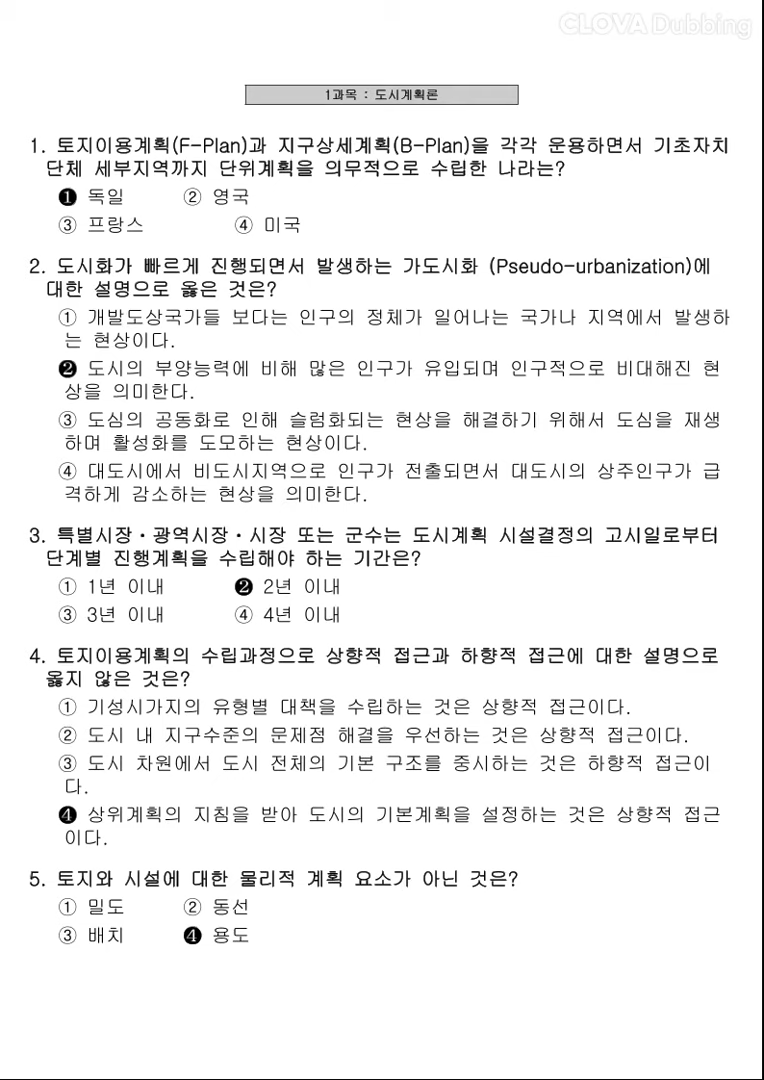 CLOVA Dubbing
1과목 : 도시계획론
1. 토지이용계획(F-Plan)과 지구상세계획(B-Plan)을 각각 운용하면서 기초자치
단체 세부지역까지 단위계획을 의무적으로 수립한 나라는?
❶ 독일 ② 영국
③ 프랑스 ④ 미국
2. 도시화가 빠르게 진행되면서 발생하는 가도시화 (Pseudo-urbanization)에
대한 설명으로 옳은 것은?
① 개발도상국가들 보다는 인구의 정체가 일어나는 국가나 지역에서 발생하
는 현상이다.
❷ 도시의 부양능력에 비해 많은 인구가 유입되며 인구적으로 비대해진 현
상을 의미한다.
③ 도심의 공동화로 인해 슬럼화되는 현상을 해결하기 위해서 도심을 재생
하며 활성화를 도모하는 현상이다.
④ 대도시에서 비도시지역으로 인구가 전출되면서 대도시의 상주인구가 급
격하게 감소하는 현상을 의미한다.
3. 특별시장·광역시장·시장 또는 군수는 도시계획 시설결정의 고시일로부터
단계별 진행계획을 수립해야 하는 기간은?
① 1년 이내 ❷ 2년 이내
③ 3년 이내 ④ 4년 이내
4. 토지이용계획의 수립과정으로 상향적 접근과 하향적 접근에 대한 설명으로
옳지 않은 것은?
① 기성시가지의 유형별 대책을 수립하는 것은 상향적 접근이다.
② 도시 내 지구수준의 문제점 해결을 우선하는 것은 상향적 접근이다.
③ 도시 차원에서 도시 전체의 기본 구조를 중시하는 것은 하향적 접근이
다.
❹ 상위계획의 지침을 받아 도시의 기본계획을 설정하는 것은 상향적 접근
이다.
5. 토지와 시설에 대한 물리적 계획 요소가 아닌 것은?
① 밀도 ② 동선
③ 배치 ❹ 용도